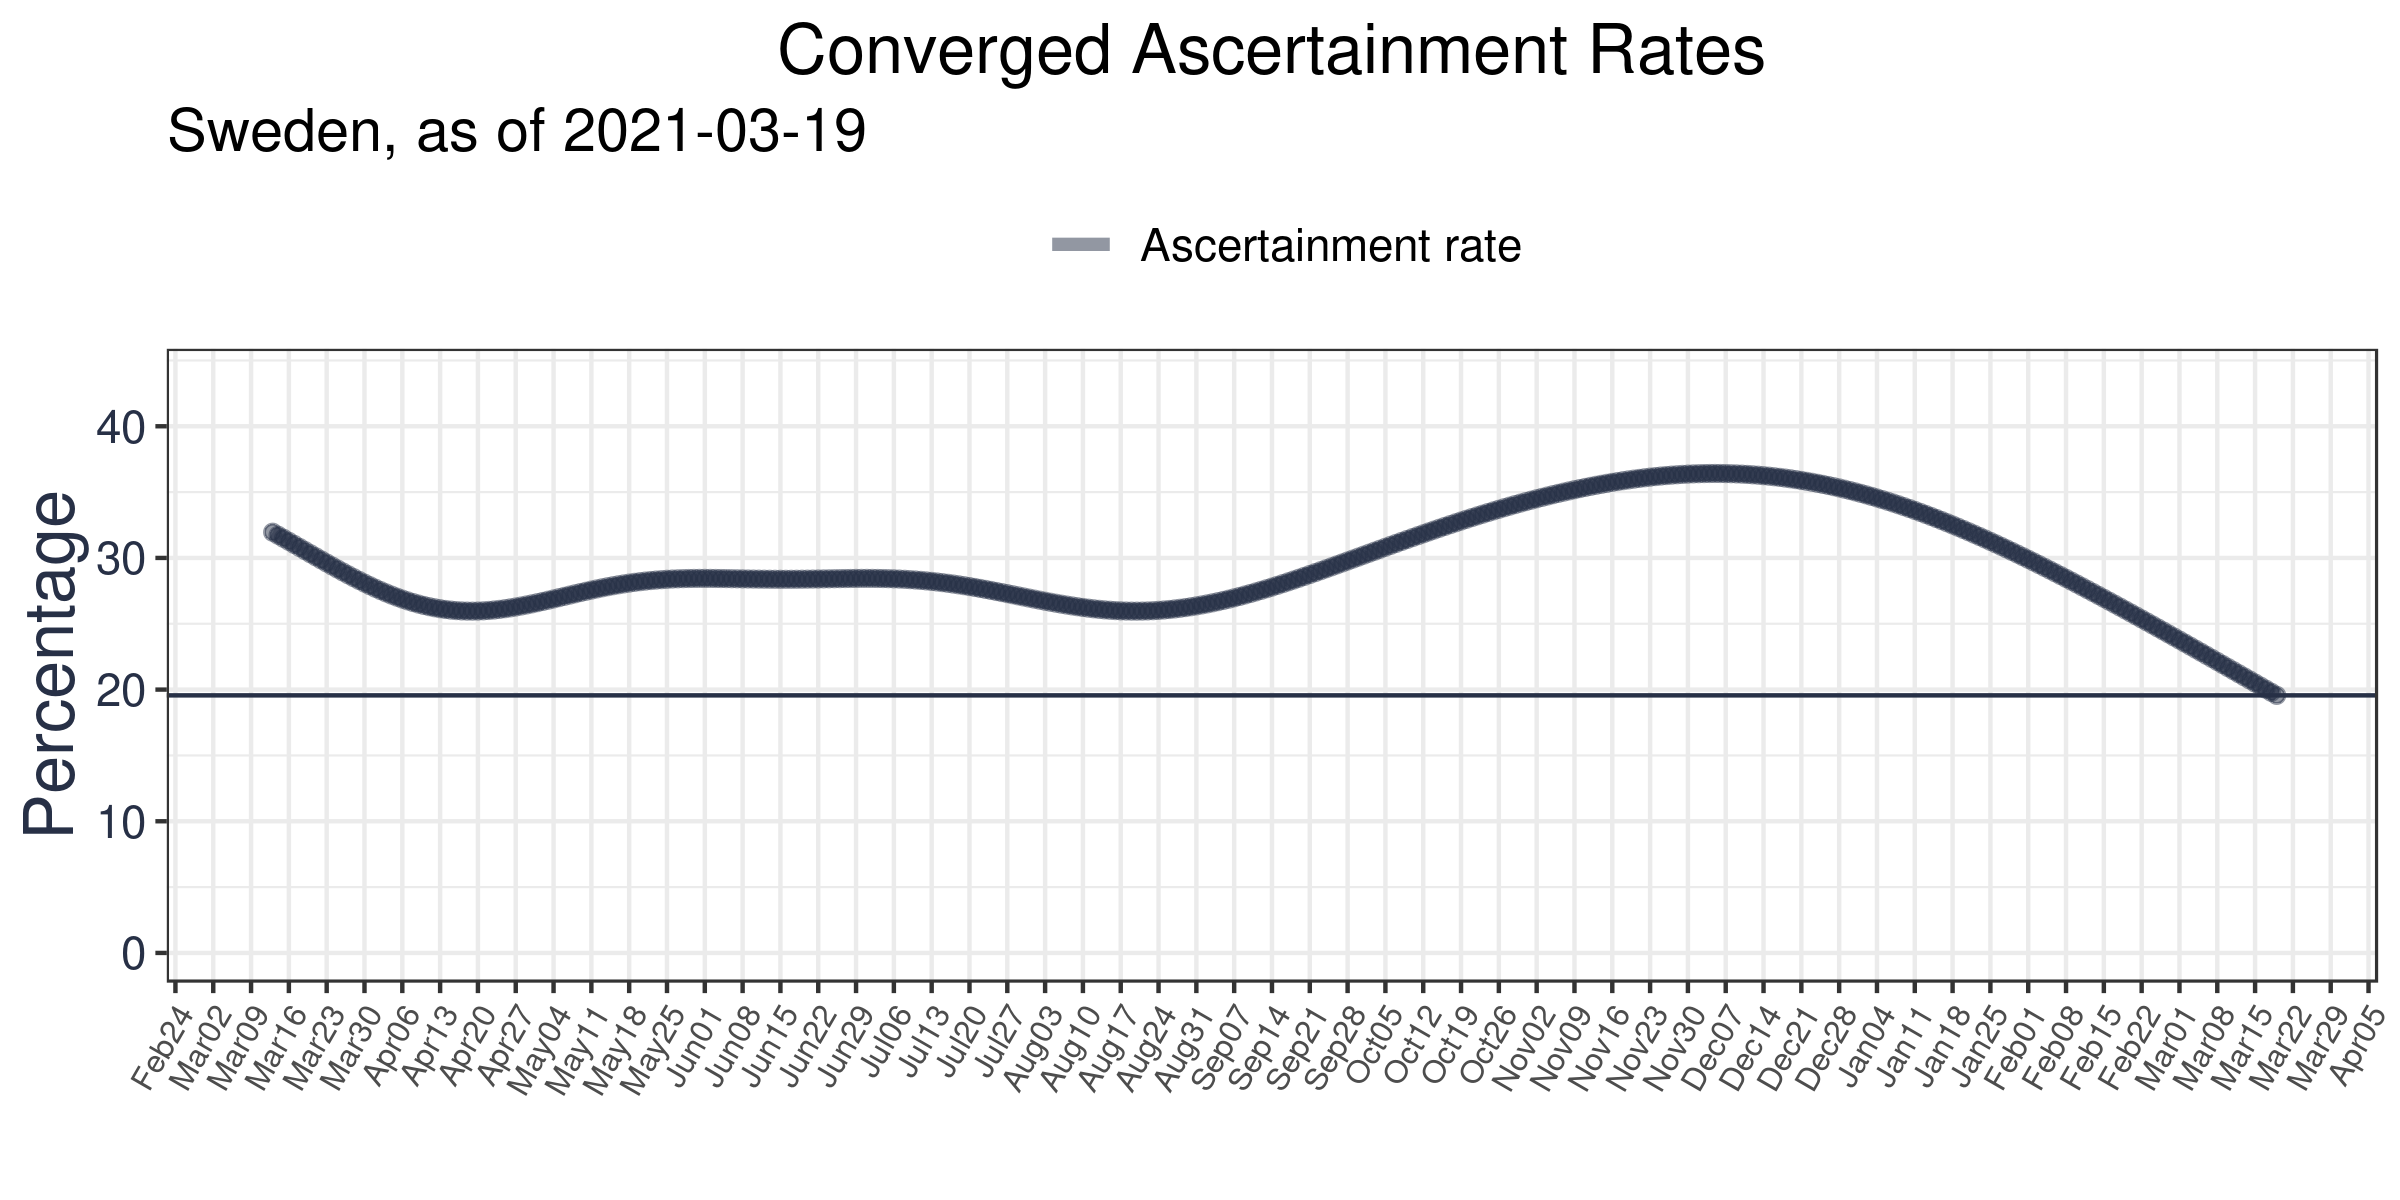 Converged Ascertainment Rates
Sweden, as of 2021-03-19
Ascertainment rate
Percentage
40
30
20
10
0
Feb24
Mar02
Mar09
Mar16
Mar23
Mar30
Apr06
Apr13
Apr20
Apr27
May04
May11
May18
May25
Jun01
Jun08
Jun15
Jun22
Jun29
Jul06
Jul13
Jul20
Jul27
Aug03
Aug10
Aug17
Aug24
Aug31
Sep07
Sep14
Sep21
Sep28
Oct05
Oct12
Oct19
Oct26
Nov02
Nov09
Nov16
Nov23
Nov30
Dec07
Dec14
Dec21
Dec28
Jan04
Jan11
Jan18
Jan25
Feb01
Feb08
Feb15
Feb22
Mar01
Mar08
Mar15
Mar22
Mar29
Apr05